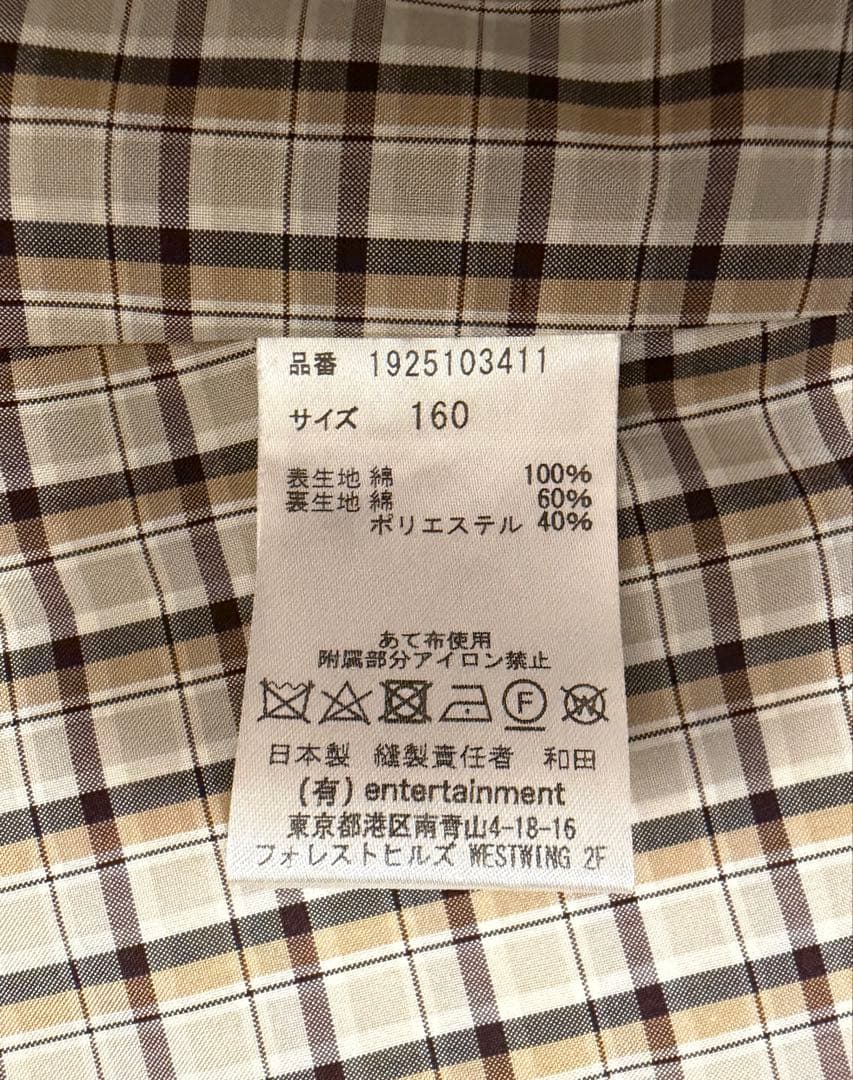 品番 1925103411
サイズ 160
表生地 綿 100%
裏生地 綿 60%
ポリエステル 40%
あて布使用
附属部分アイロン禁止
F W
日本製 縫製責任者 和田
(有)entertainment
東京都港区南青山4-18-16
フォレストヒルズ WESTWING 2F